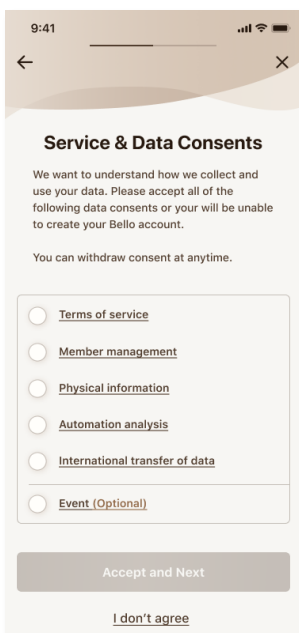 9:41
Service & Data Consents
We want to understand how we collect and
use your data. Please accept all of the
following data consents or your will be unable
to create your Bello account.
You can withdraw consent at anytime.
Terms of service
Member management
Physical information
Automation analysis
International transfer of data
Event (Optional)
Accept and Next
I don't agree